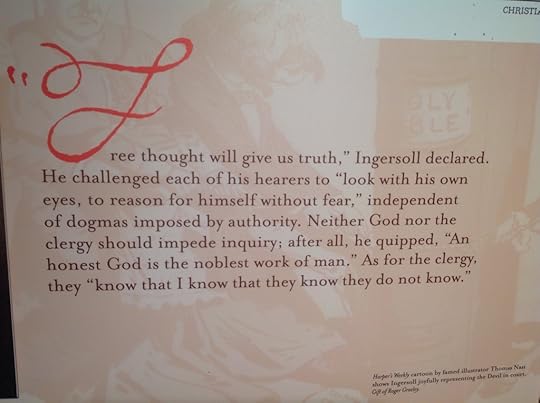 CHRISTIA
"Free thought will give us truth," Ingersoll declared.
He challenged each of his hearers to "look with his own
eyes, to reason for himself without fear," independent
of dogmas imposed by authority. Neither God nor the
clergy should impede inquiry; after all, he quipped, "An
honest God is the noblest work of man." As for the clergy,
they "know that I know that they know they do not know."
OLY
BLE
Harper's Weekly cartoon by famed illustrator Thomas Nast
shows Ingersoll joyfully representing the Devil in court.
Gift of Roger Greeley.